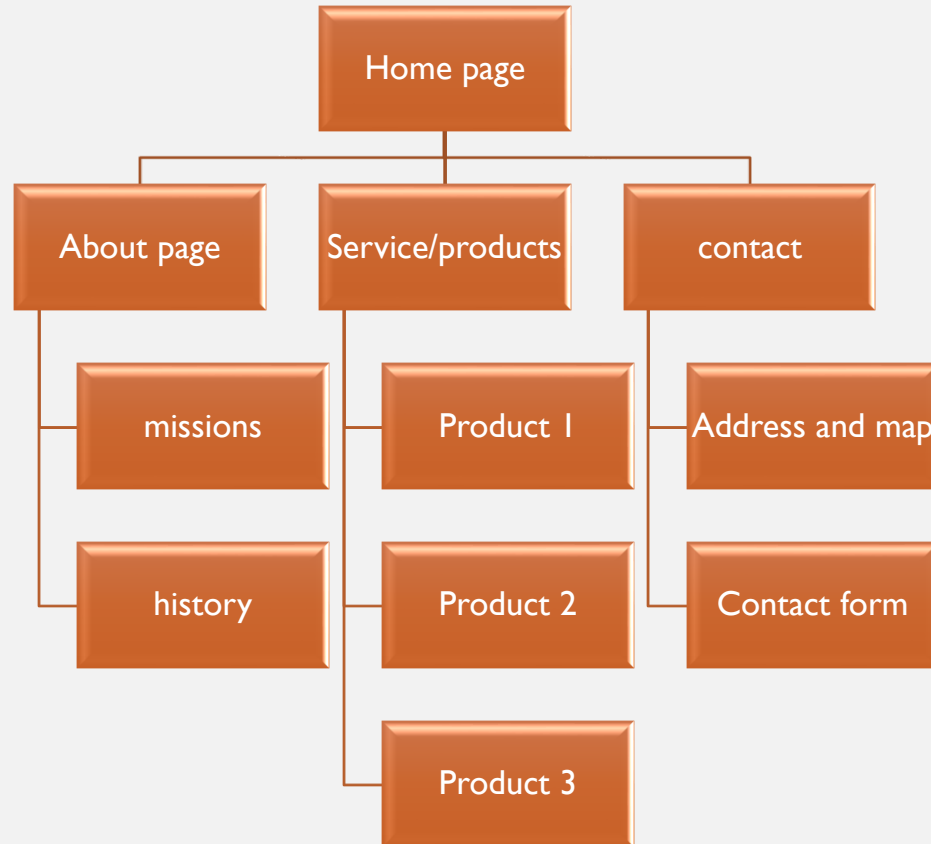 Home page
About page
Service/products
contact
missions
Product 1
Address and map
history
Product 2
Contact form
Product 3